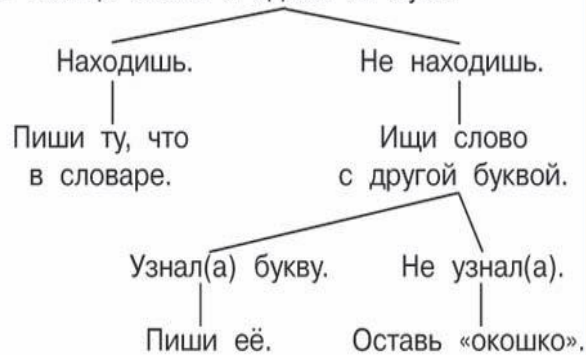 Находишь. Не находишь.
Пиши ту, что Ищи слово
в словаре. с другой буквой.
Узнал(а) букву. Не узнал(а).
Пиши её. Оставь «окошко».